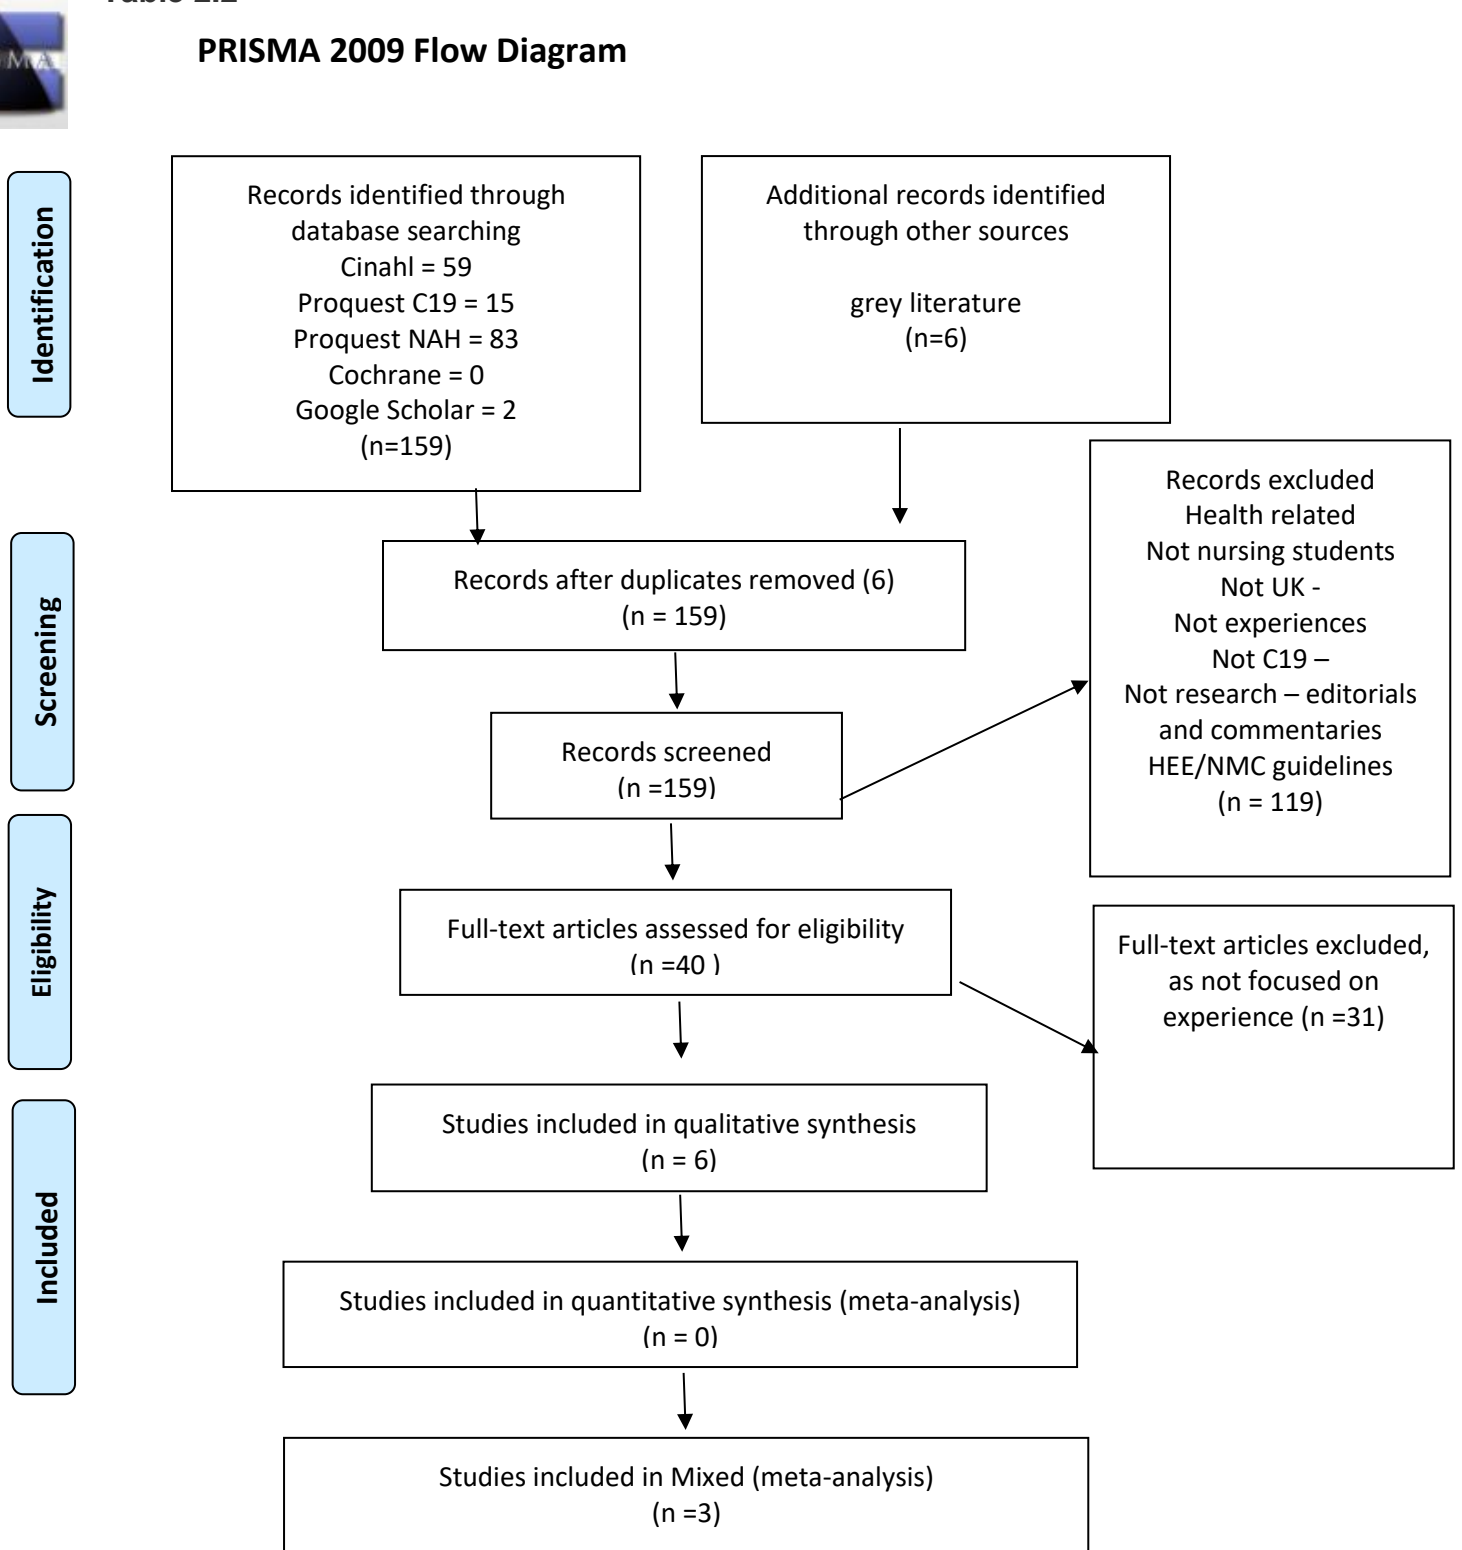 PRISMA 2009 Flow Diagram
Identification
Records identified through
database searching
Cinahl = 59
Proquest C19 = 15
Proquest NAH = 83
Cochrane = 0
Google Scholar = 2
(n=159)
Additional records identified
through other sources
grey literature
(n=6)
Screening
Records after duplicates removed (6)
(n = 159)
Records screened
(n =159)
Records excluded
Health related
Not nursing students
Not UK -
Not experiences
Not C19 –
Not research – editorials
and commentaries
HEE/NMC guidelines
(n = 119)
Eligibility
Full-text articles assessed for eligibility
(n =40 )
Full-text articles excluded,
as not focused on
experience (n =31)
Included
Studies included in qualitative synthesis
(n = 6)
Studies included in quantitative synthesis (meta-analysis)
(n = 0)
Studies included in Mixed (meta-analysis)
(n =3)